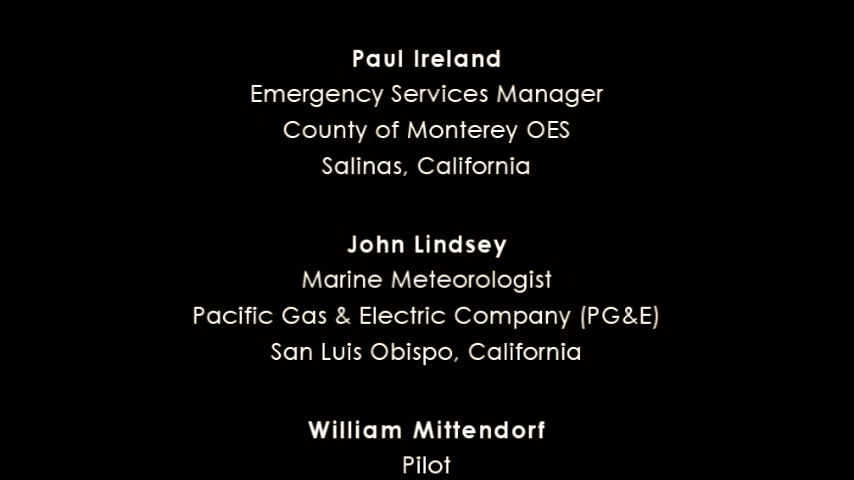 Paul Ireland
Emergency Services Manager
County of Monterey OES
Salinas, California
John Lindsey
Marine Meteorologist
Pacific Gas & Electric Company (PG&E)
San Luis Obispo, California
William Mittendorf
Pilot